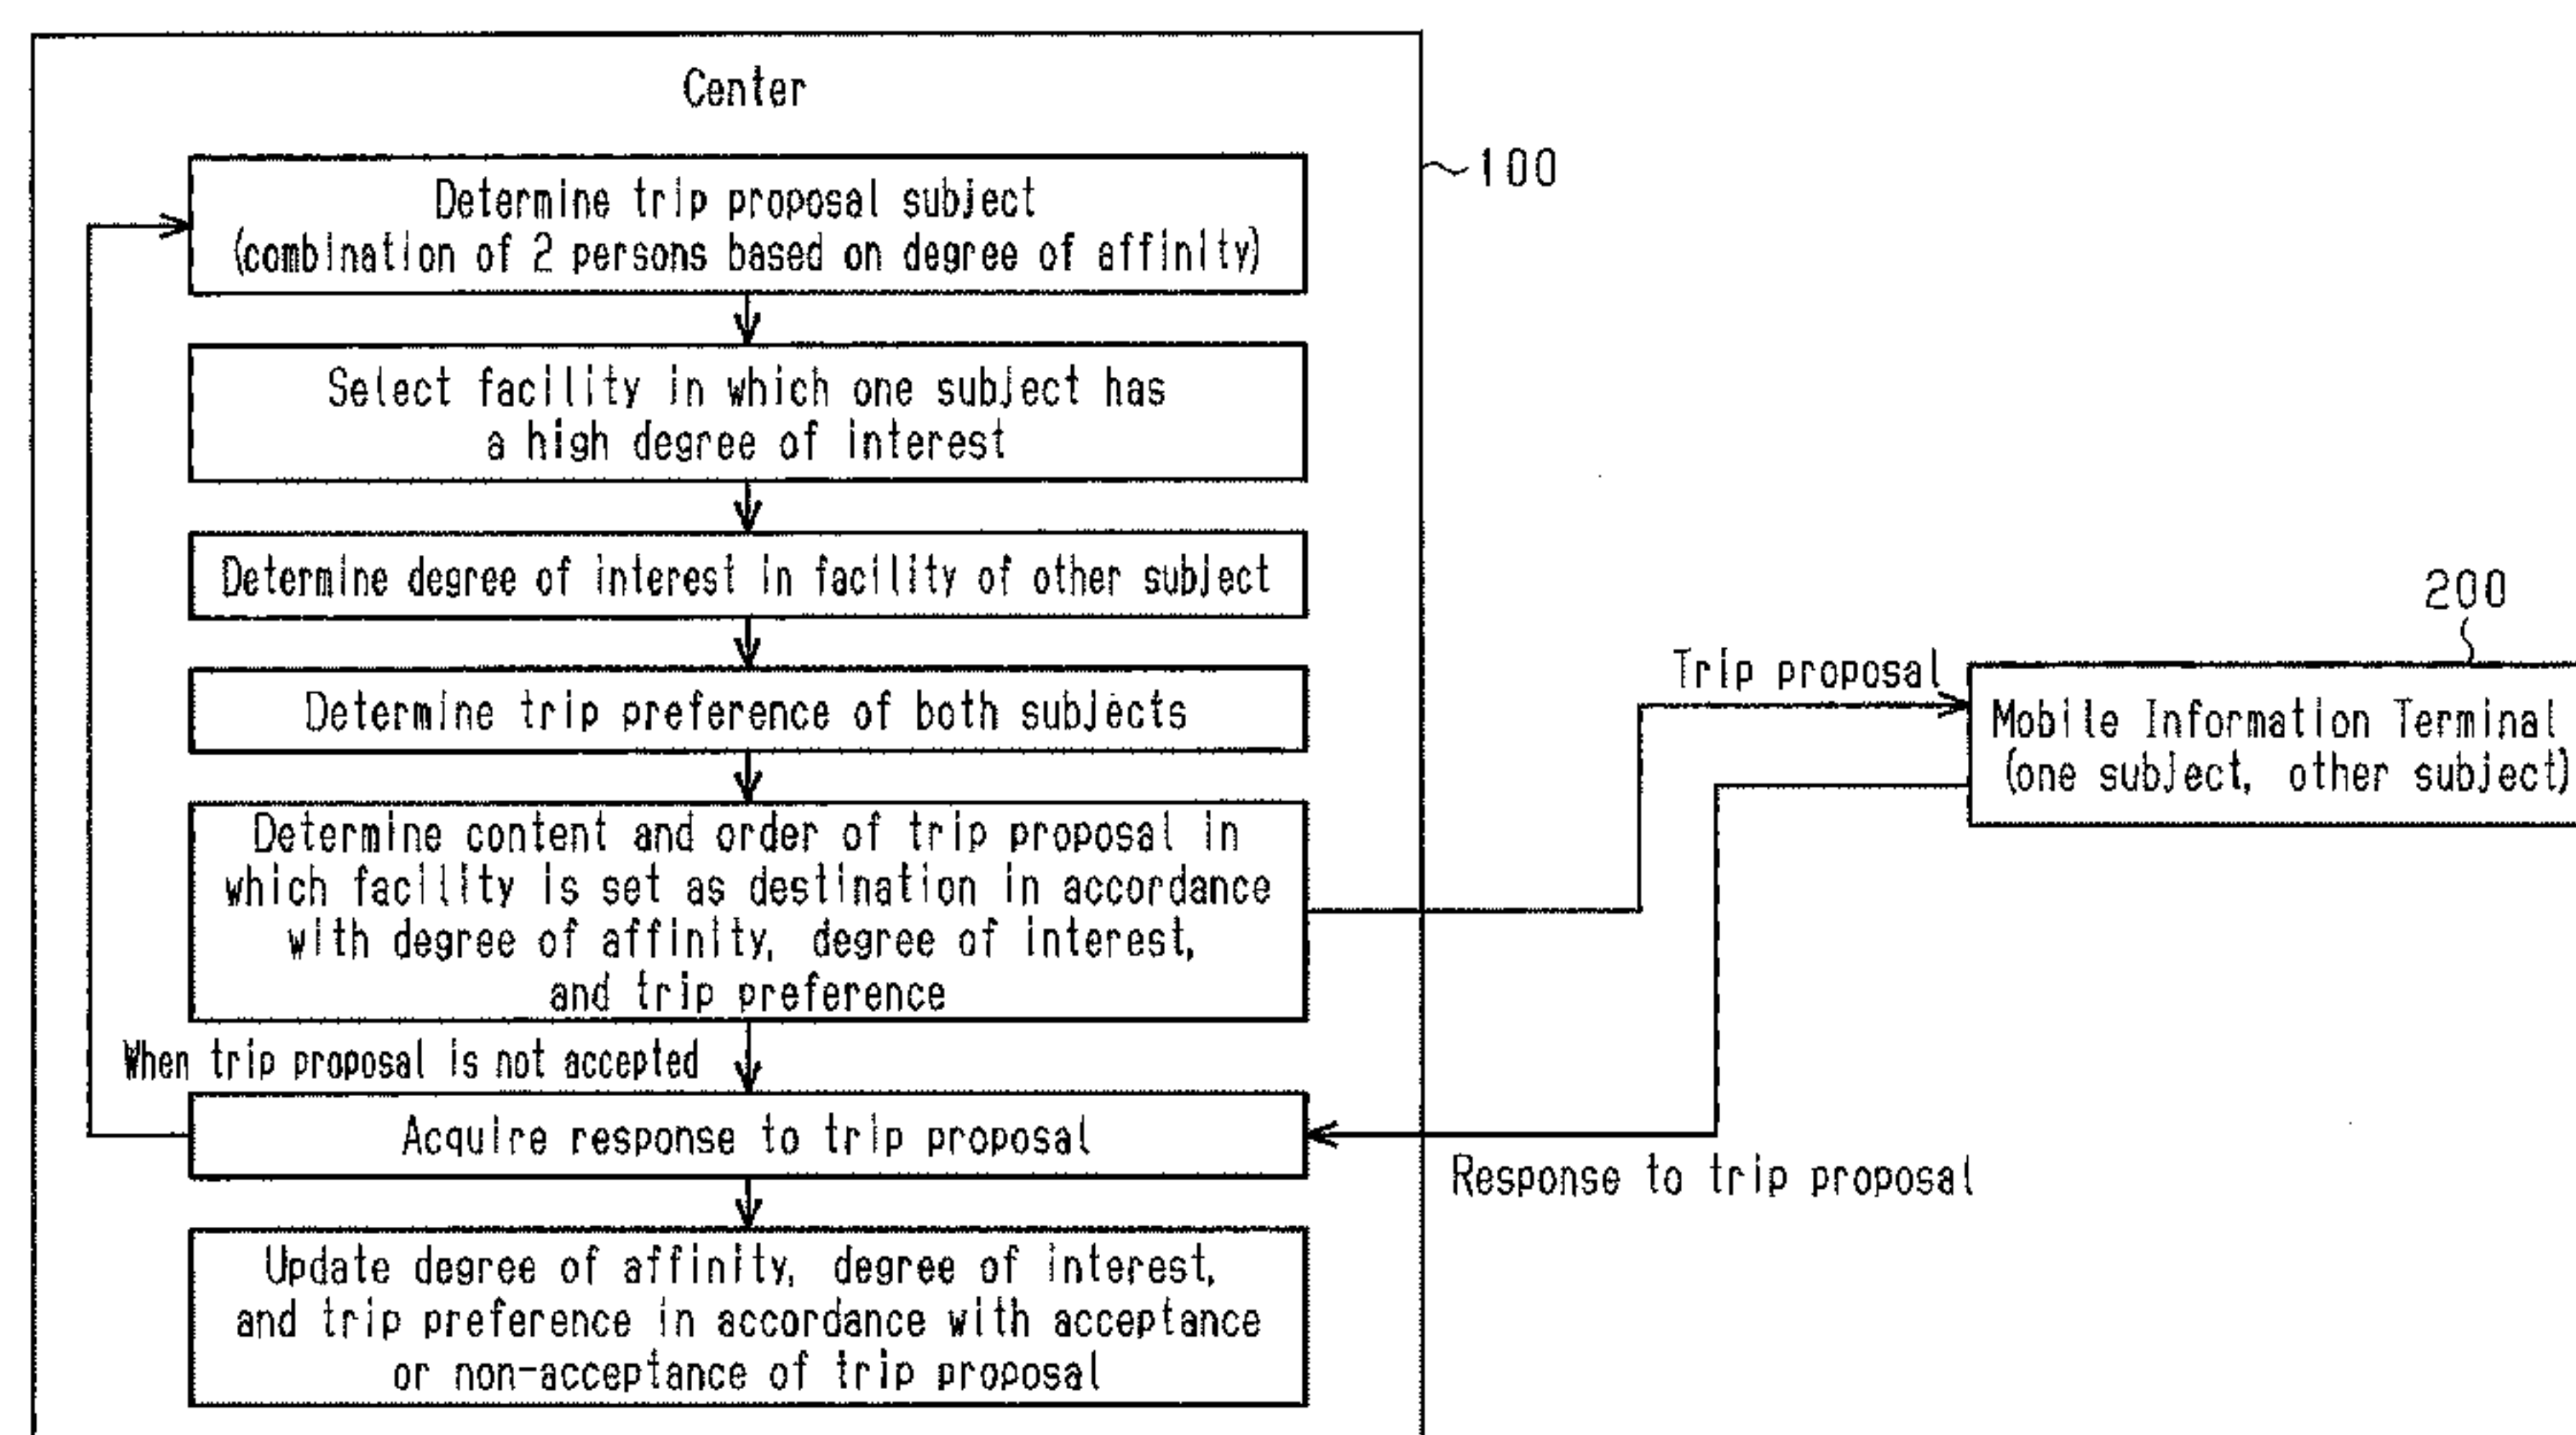 Center
100
Determine trip proposal subject
(combination of 2 persons based on degree of affinity)
Select facility in which one subject has
a high degree of interest
Determine degree of interest in facility of other subject
Determine trip preference of both subjects
Determine content and order of trip proposal in
which facility is set as destination in accordance
with degree of affinity, degree of interest,
and trip preference
When trip proposal is not accepted
Acquire response to trip proposal
Update degree of affinity, degree of interest,
and trip preference in accordance with acceptance
or non-acceptance of trip proposal
200
Trip proposal
Mobile Information Terminal
(one subject, other subject)
Response to trip proposal